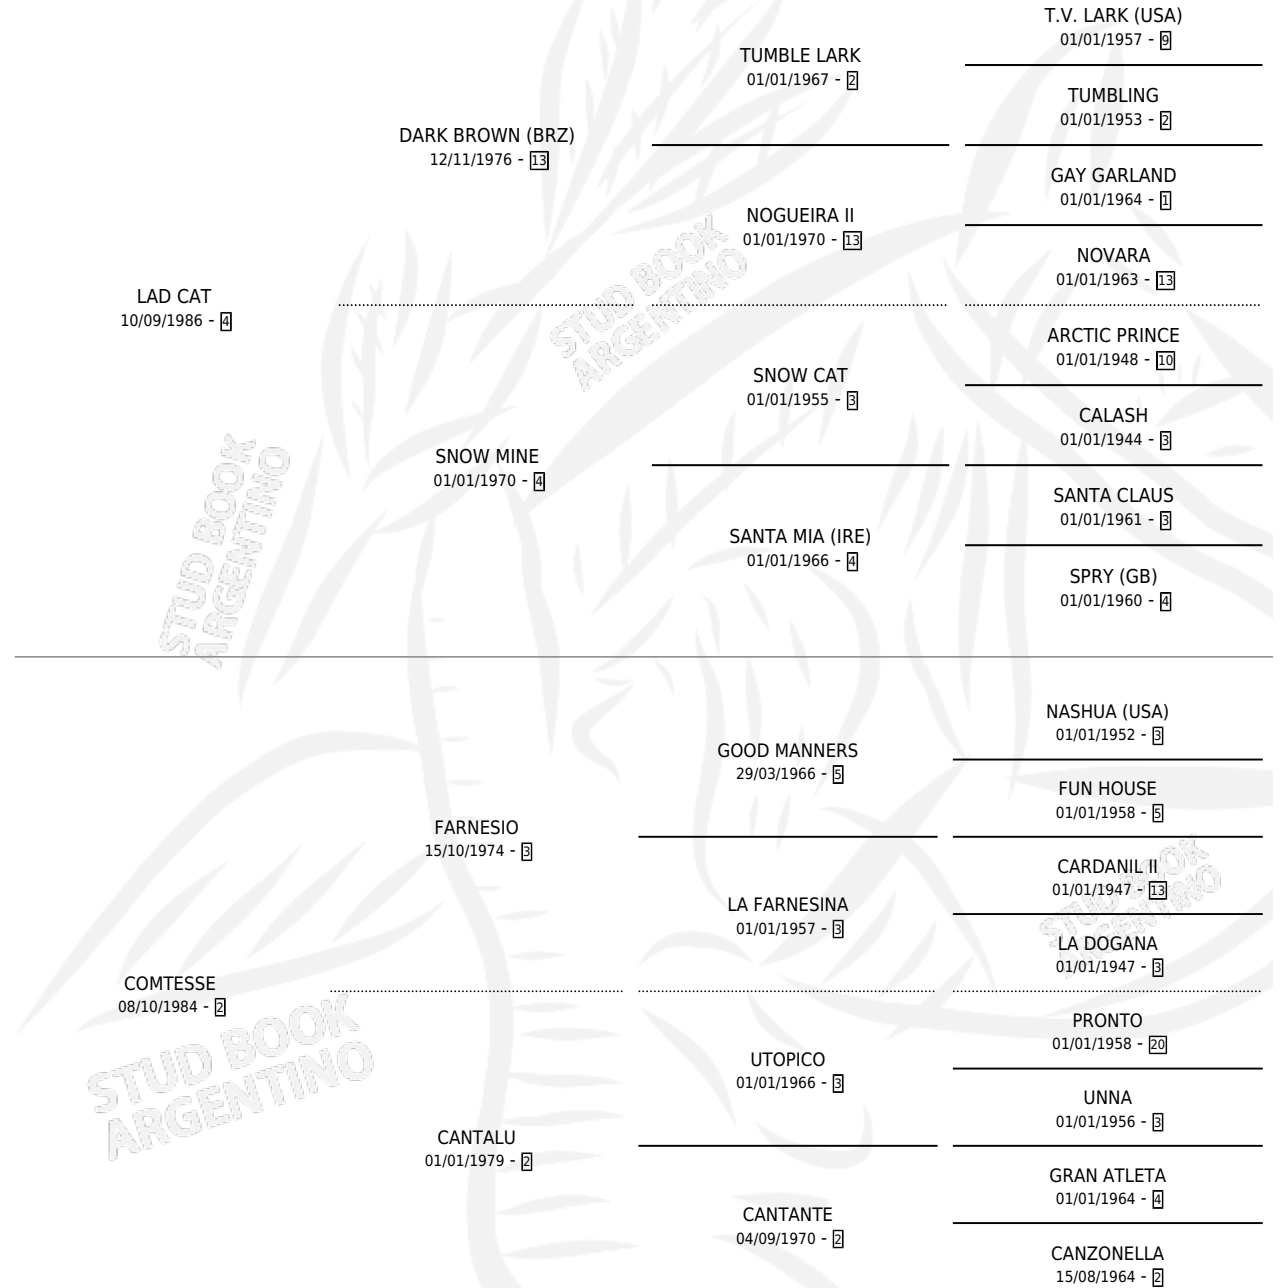 T.V. LARK (USA)
01/01/1957 - 9
TUMBLE LARK
01/01/1967 - 2
TUMBLING
01/01/1953 - 2
DARK BROWN (BRZ)
12/11/1976 - 13
GAY GARLAND
01/01/1964 - 1
NOGUEIRA II
01/01/1970 - 13
NOVARA
01/01/1963 - 13
LAD CAT
10/09/1986 - 4
STUD BOOK
ARGENTINO
ARCTIC PRINCE
01/01/1948 - 10
SNOW CAT
01/01/1955 - 3
CALASH
01/01/1944 - 3
SNOW MINE
01/01/1970 - 4
SANTA CLAUS
01/01/1961 - 3
SANTA MIA (IRE)
01/01/1966 - 4
SPRY (GB)
01/01/1960 - 4
STUD BOOK
ARGENTINO
NASHUA (USA)
01/01/1952 - 3
GOOD MANNERS
29/03/1966 - 5
FUN HOUSE
01/01/1958 - 5
FARNESIO
15/10/1974 - 3
CARDANIL II
01/01/1947 - 13
LA FARNESINA
01/01/1957 - 3
STUD BOOK
ARGENTINO
LA DOGANA
01/01/1947 - 3
COMTESSE
08/10/1984 - 2
PRONTO
01/01/1958 - 20
UTOPICO
01/01/1966 - 3
UNNA
01/01/1956 - 3
STUD BOOK
ARGENTINO
CANTALU
01/01/1979 - 2
GRAN ATLETA
01/01/1964 - 4
CANTANTE
04/09/1970 - 2
CANZONELLA
15/08/1964 - 2